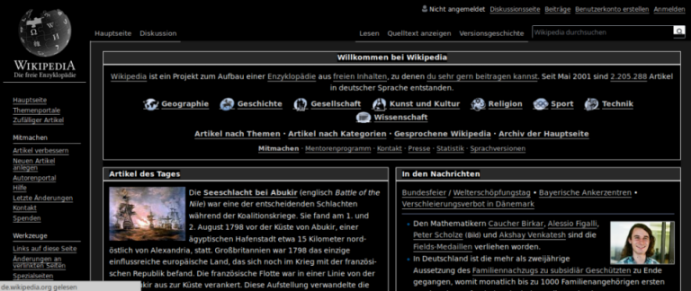 Nicht angemeldet Diskussionsseite Beiträge Benutzerkonto erstellen Anmelden
Hauptseite Diskussion Lesen Quelltext anzeigen Versionsgeschichte Wikipedia durchsuchen
WIKIPEDIA
Die freie Enzyklopädie
Hauptseite
Themenportale
Zufälliger Artikel
Mitmachen
Artikel verbessern
Neuen Artikel
anlegen
Autorenportal
Hilfe
Letzte Änderungen
Kontakt
Spenden
Werkzeuge
Links auf diese Seite
Änderungen an
verlinkten Seiten
Spezialseiten
de.wikipedia.org gelesen
Willkommen bei Wikipedia
Wikipedia ist ein Projekt zum Aufbau einer Enzyklopädie aus freien Inhalten, zu denen du sehr gern beitragen kannst. Seit Mai 2001 sind 2.205.288 Artikel
in deutscher Sprache entstanden.
Geographie Geschichte Gesellschaft Kunst und Kultur Religion Sport Technik
Wissenschaft
Artikel nach Themen · Artikel nach Kategorien · Gesprochene Wikipedia · Archiv der Hauptseite
Mitmachen · Mentorenprogramm · Kontakt · Presse · Statistik · Sprachversionen
Artikel des Tages
Die Seeschlacht bei Abukir (englisch Battle of the
Nile) war eine der entscheidenden Schlachten
während der Koalitionskriege. Sie fand am 1. und
2. August 1798 vor der Küste von Abukir, einer
ägyptischen Hafenstadt etwa 15 Kilometer nord-
östlich von Alexandria, statt. Großbritannien war 1798 das einzige
einflussreiche europäische Land, das sich noch im Krieg mit der französi-
schen Republik befand. Die französische Flotte war in einer Linie von der
Abukir aus zur Küste verankert. Diese Aufstellung verwandelte die
In den Nachrichten
Bundesfeier / Welterschöpfungstag • Bayerische Ankerzentren •
Verschleierungsverbot in Dänemark
Den Mathematikern Caucher Birkar, Alessio Figalli,
Peter Scholze (Bild) und Akshay Venkatesh sind die
Fields-Medaillen verliehen worden.
In Deutschland ist die mehr als zweijährige
Aussetzung des Familiennachzugs zu subsidiär Geschützten zu Ende
gegangen, womit monatlich bis zu 1000 Familienangehörigen ersten